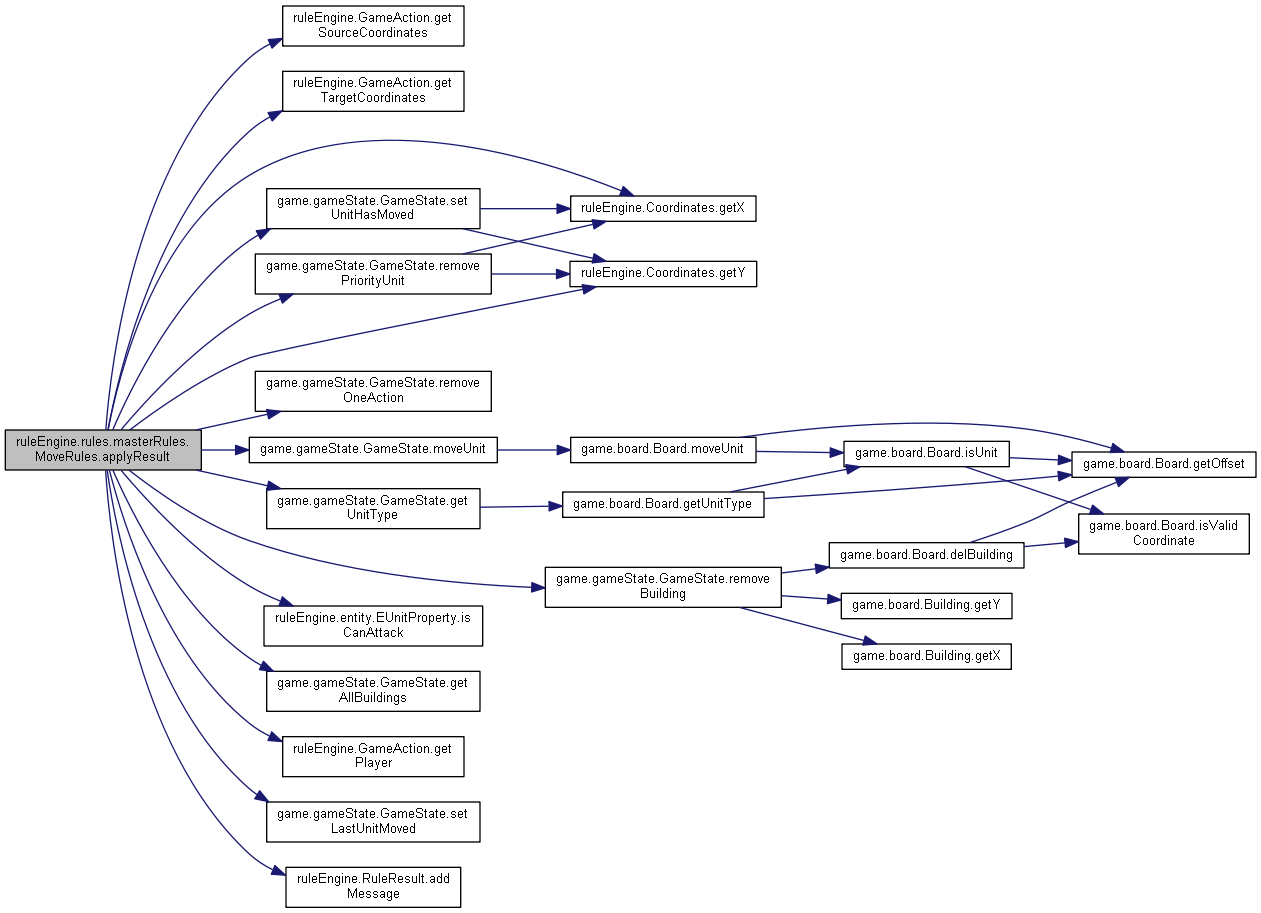 ruleEngine.GameAction.get
SourceCoordinates
ruleEngine.GameAction.get
TargetCoordinates
game.gameState.GameState.set
UnitHasMoved
ruleEngine.Coordinates.getX
game.gameState.GameState.remove
PriorityUnit
ruleEngine.Coordinates.getY
game.gameState.GameState.remove
OneAction
ruleEngine.rules.masterRules.
MoveRules.applyResult
game.gameState.GameState.moveUnit
game.board.Board.moveUnit
game.board.Board.isUnit
game.board.Board.getOffset
game.gameState.GameState.get
UnitType
game.board.Board.getUnitType
game.board.Board.isValid
Coordinate
game.board.Board.delBuilding
game.gameState.GameState.remove
Building
game.board.Building.getY
game.board.Building.getX
ruleEngine.entity.EUnitProperty.is
CanAttack
game.gameState.GameState.get
AllBuildings
ruleEngine.GameAction.get
Player
game.gameState.GameState.set
LastUnitMoved
ruleEngine.RuleResult.add
Message